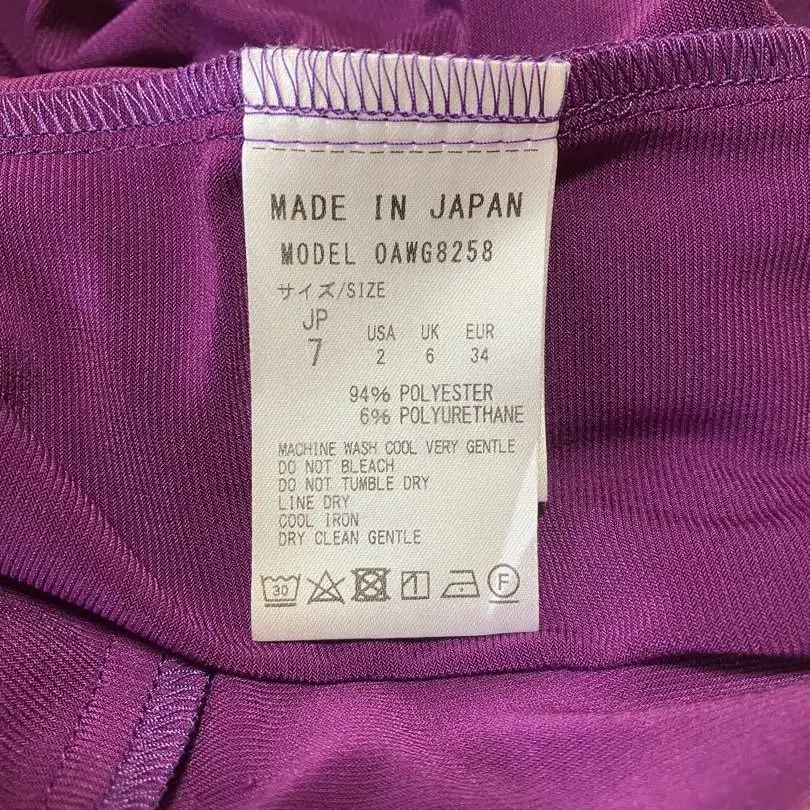 MADE IN JAPAN
MODEL 0AWG8258
サイズ/SIZE
JP USA UK EUR
7 2 6 34
94% POLYESTER
6% POLYURETHANE
MACHINE WASH COOL VERY GENTLE
DO NOT BLEACH
DO NOT TUMBLE DRY
LINE DRY
COOL IRON
DRY CLEAN GENTLE
30 F